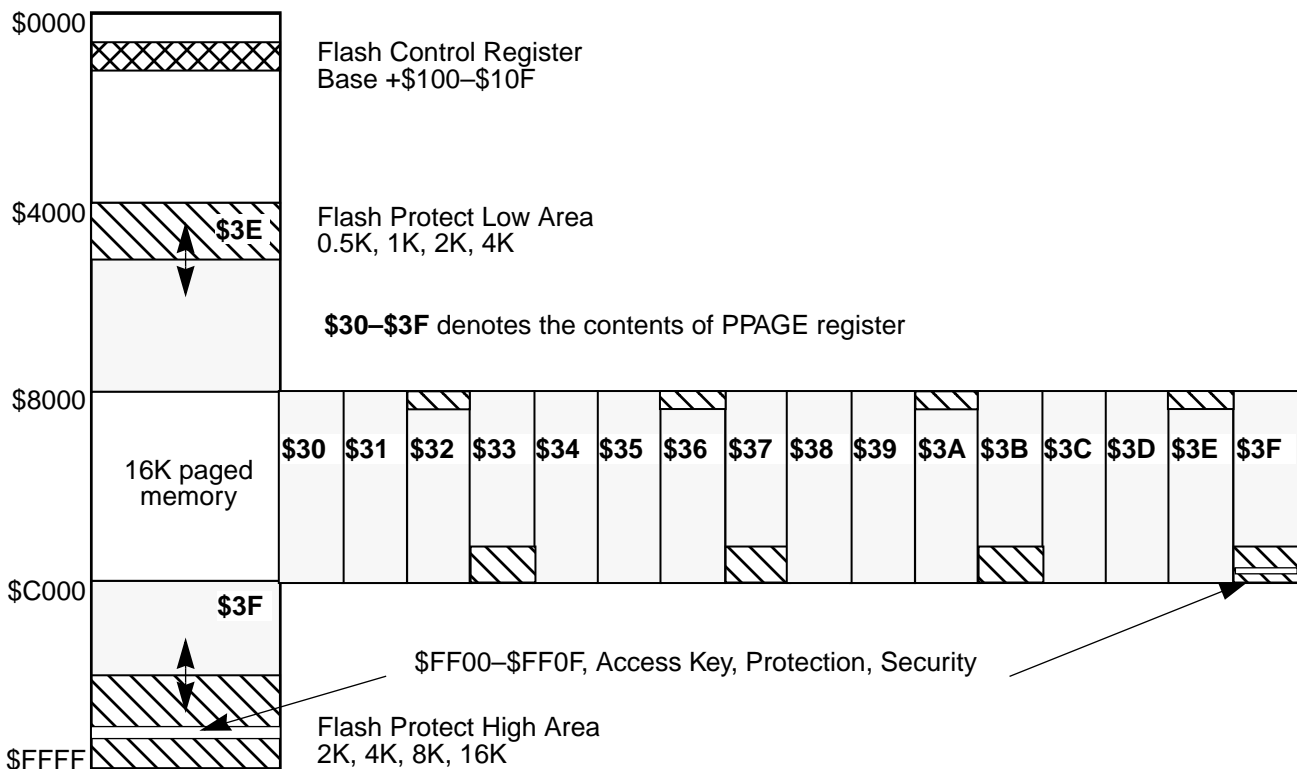 $0000
Flash Control Register
Base +$100–$10F
$4000
$3E
Flash Protect Low Area
0.5K, 1K, 2K, 4K
$30–$3F denotes the contents of PPAGE register
$8000
16K paged
memory
$30 $31 $32 $33 $34 $35 $36 $37 $38 $39 $3A $3B $3C $3D $3E $3F
$C000
$3F
$FF00–$FF0F, Access Key, Protection, Security
Flash Protect High Area
2K, 4K, 8K, 16K
$FFFF